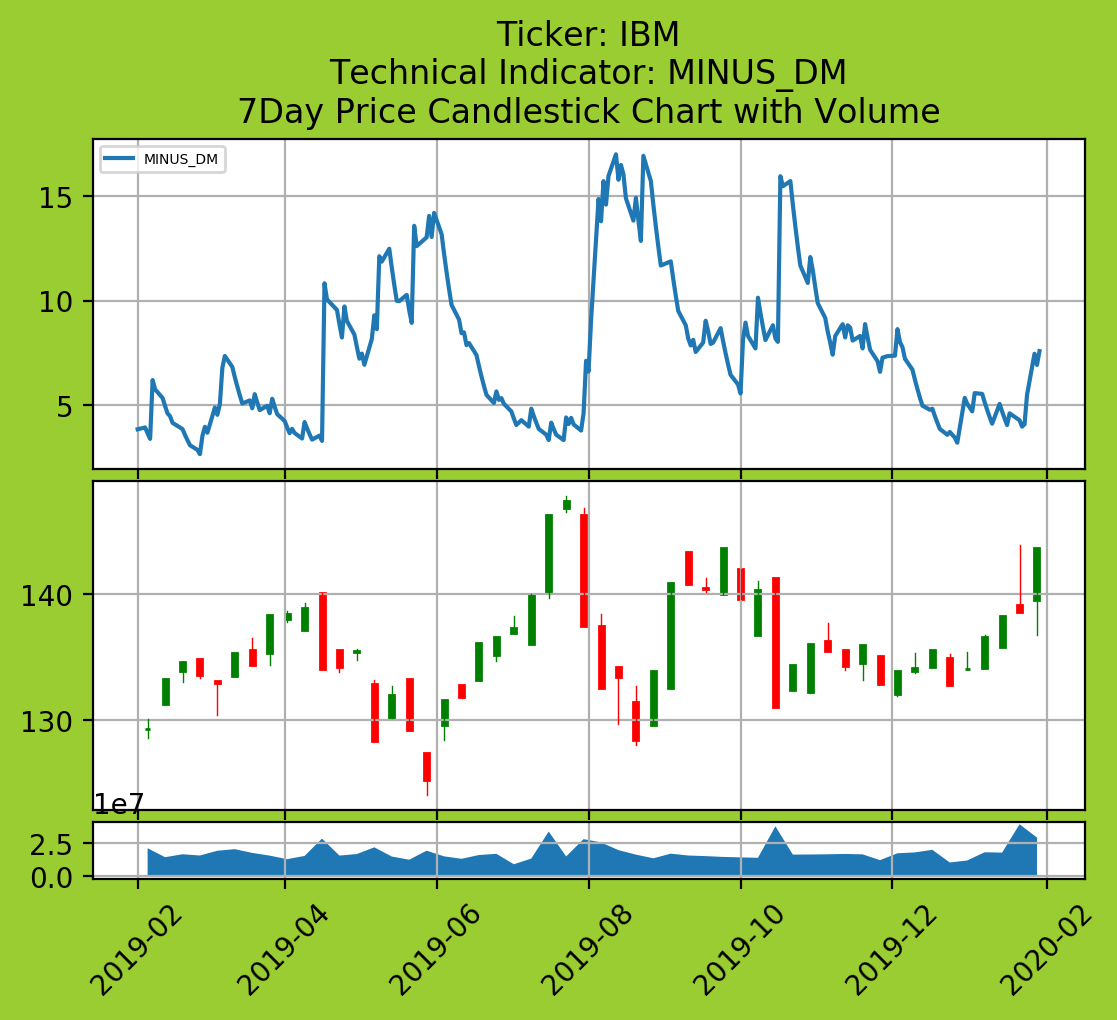 Ticker: IBM
Technical Indicator: MINUS_DM
7Day Price Candlestick Chart with Volume
MINUS_DM
15
10
5
140
130
1e7
2.5
0.0
2019-02
2019-04
2019-06
2019-08
2019-10
2019-12
2020-02